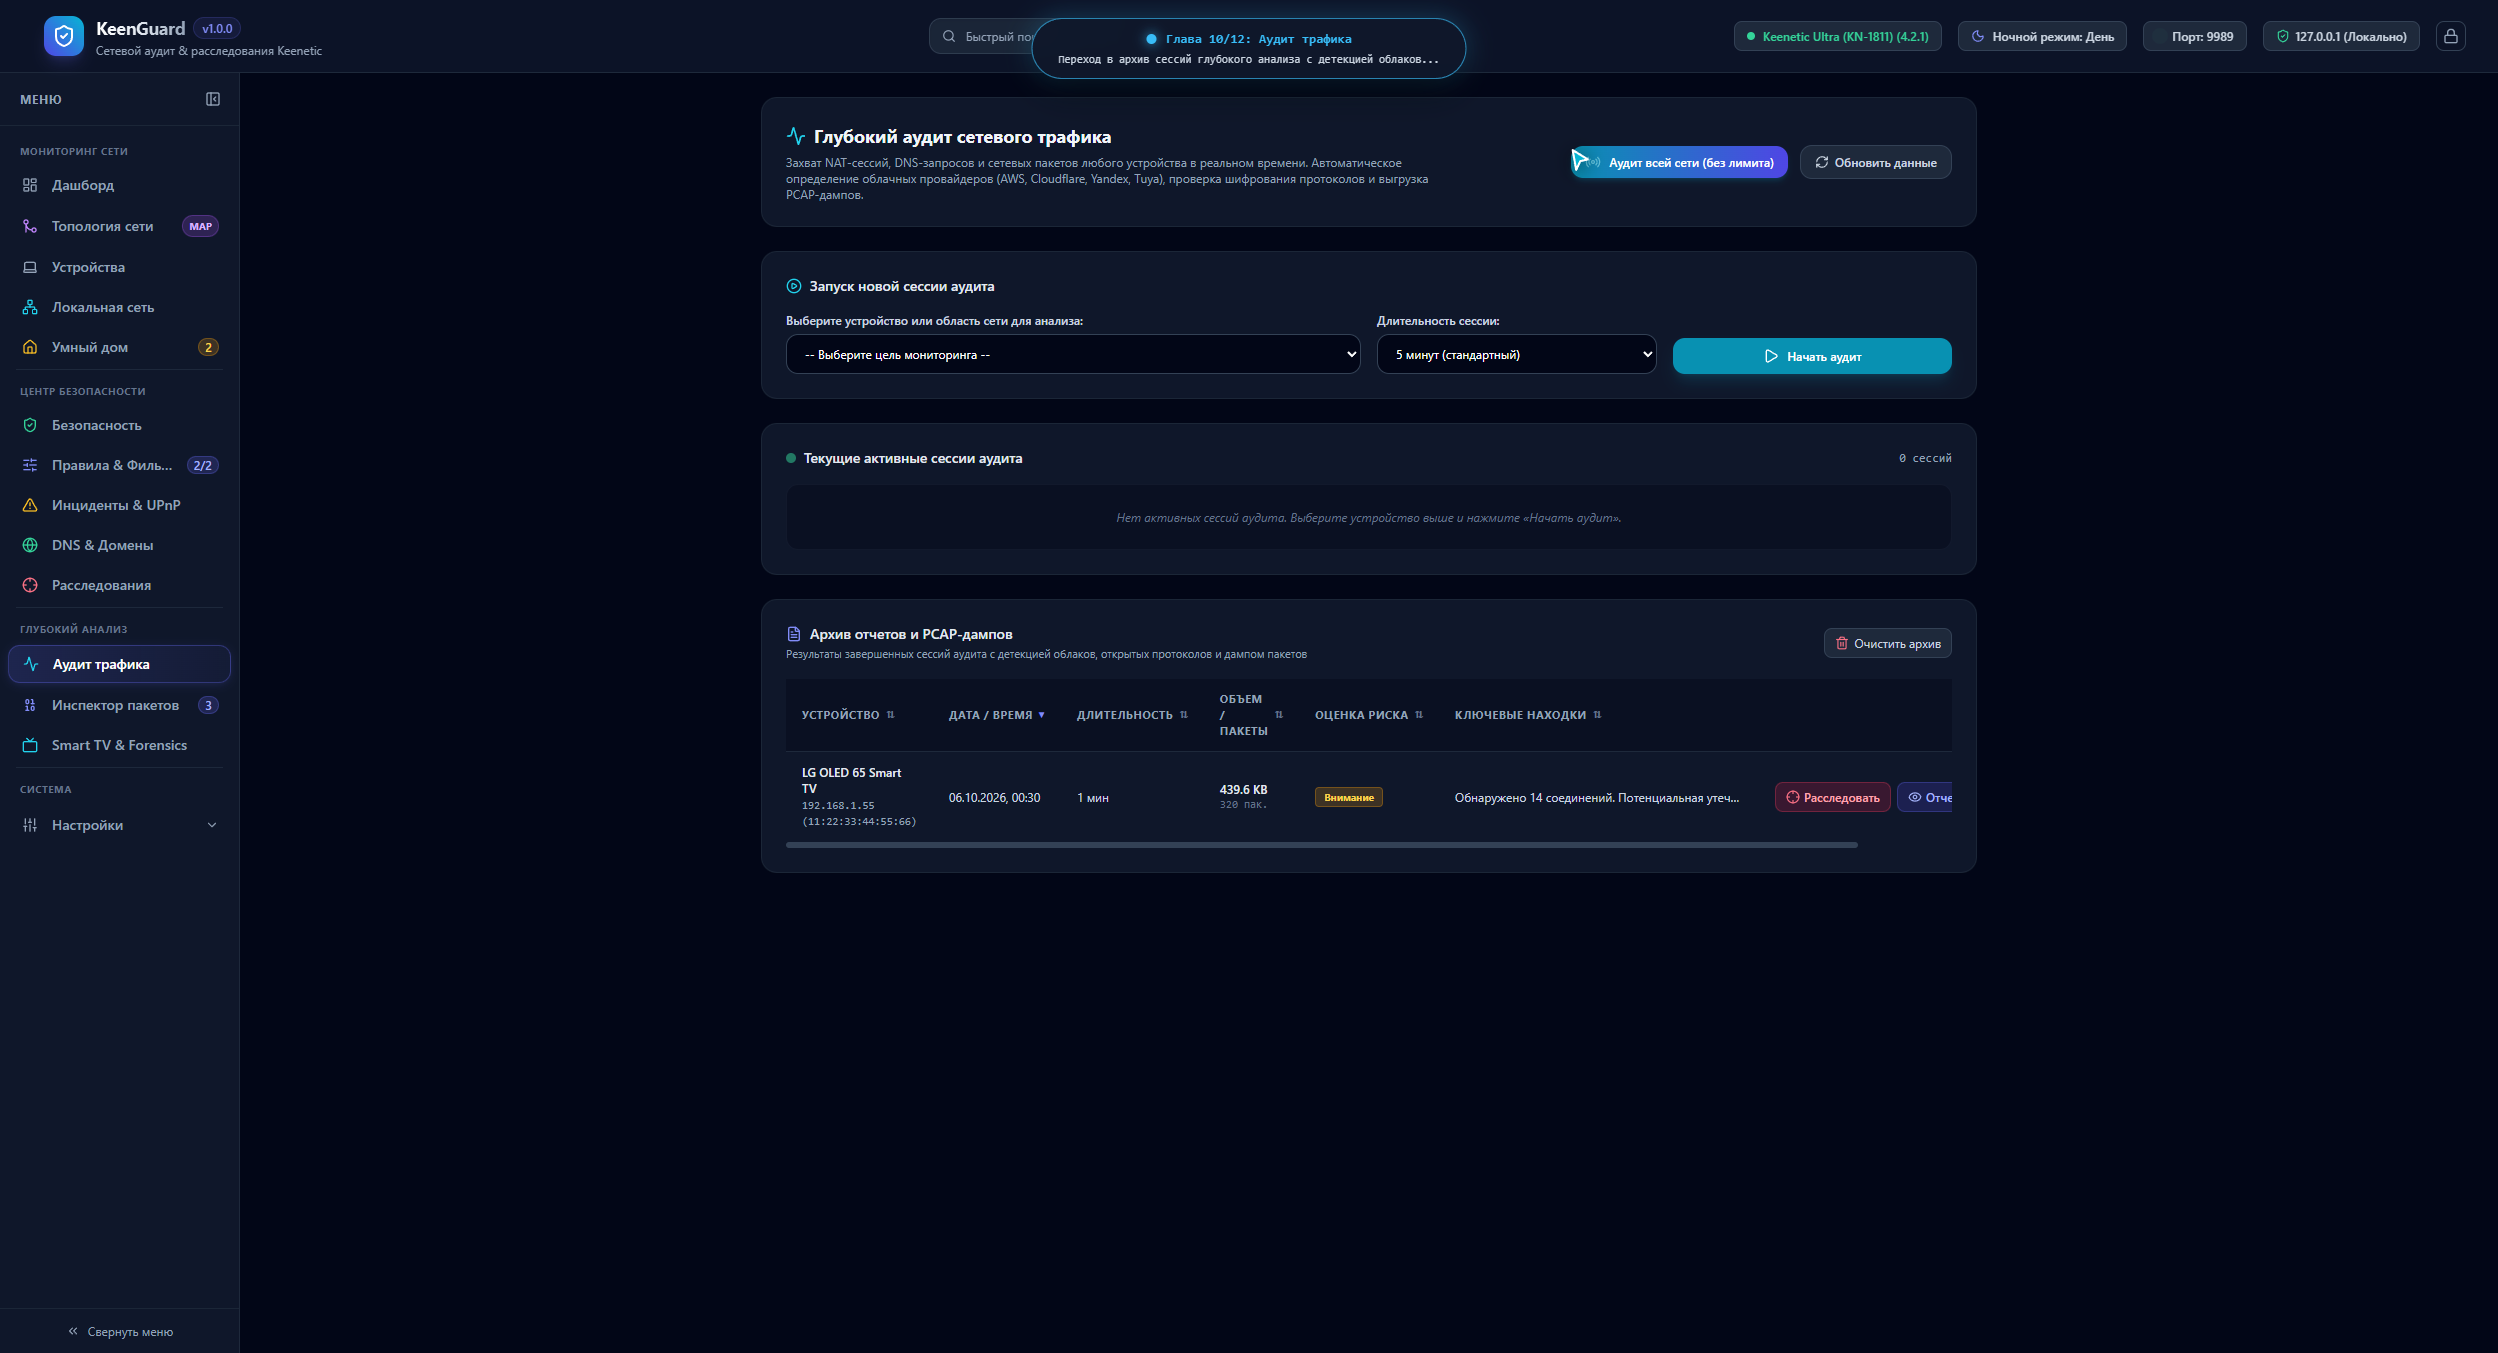 KeenGuard v1.0.0
Сетевой аудит & расследования Keenetic
Быстрый по
Глава 10/12: Аудит трафика
Переход в архив сессий глубокого анализа с детекцией облаков...
Keenetic Ultra (KN-1811) (4.2.1)
Ночной режим: День
Порт: 9989
127.0.0.1 (Локально)
МЕНЮ
МОНИТОРИНГ СЕТИ
Дашборд
Топология сети MAP
Устройства
Локальная сеть
Умный дом 2
ЦЕНТР БЕЗОПАСНОСТИ
Безопасность
Правила & Филь... 2/2
Инциденты & UPnP
DNS & Домены
Расследования
ГЛУБОКИЙ АНАЛИЗ
Аудит трафика
Инспектор пакетов 3
Smart TV & Forensics
СИСТЕМА
Настройки
Свернуть меню
Глубокий аудит сетевого трафика
Захват NAT-сессий, DNS-запросов и сетевых пакетов любого устройства в реальном времени. Автоматическое
определение облачных провайдеров (AWS, Cloudflare, Yandex, Tuya), проверка шифрования протоколов и выгрузка
PCAP-дампов.
Аудит всей сети (без лимита)
Обновить данные
Запуск новой сессии аудита
Выберите устройство или область сети для анализа:
-- Выберите цель мониторинга --
Длительность сессии:
5 минут (стандартный)
Начать аудит
Текущие активные сессии аудита
0 сессий
Нет активных сессий аудита. Выберите устройство выше и нажмите «Начать аудит».
Архив отчетов и PCAP-дампов
Результаты завершенных сессий аудита с детекцией облаков, открытых протоколов и дампом пакетов
Очистить архив
УСТРОЙСТВО
ДАТА / ВРЕМЯ
ДЛИТЕЛЬНОСТЬ
ОБЪЕМ
/
ПАКЕТЫ
ОЦЕНКА РИСКА
КЛЮЧЕВЫЕ НАХОДКИ
LG OLED 65 Smart
TV
192.168.1.55
(11:22:33:44:55:66)
06.10.2026, 00:30
1 мин
439.6 KB
320 пак.
Внимание
Обнаружено 14 соединений. Потенциальная утеч...
Расследовать
Отче